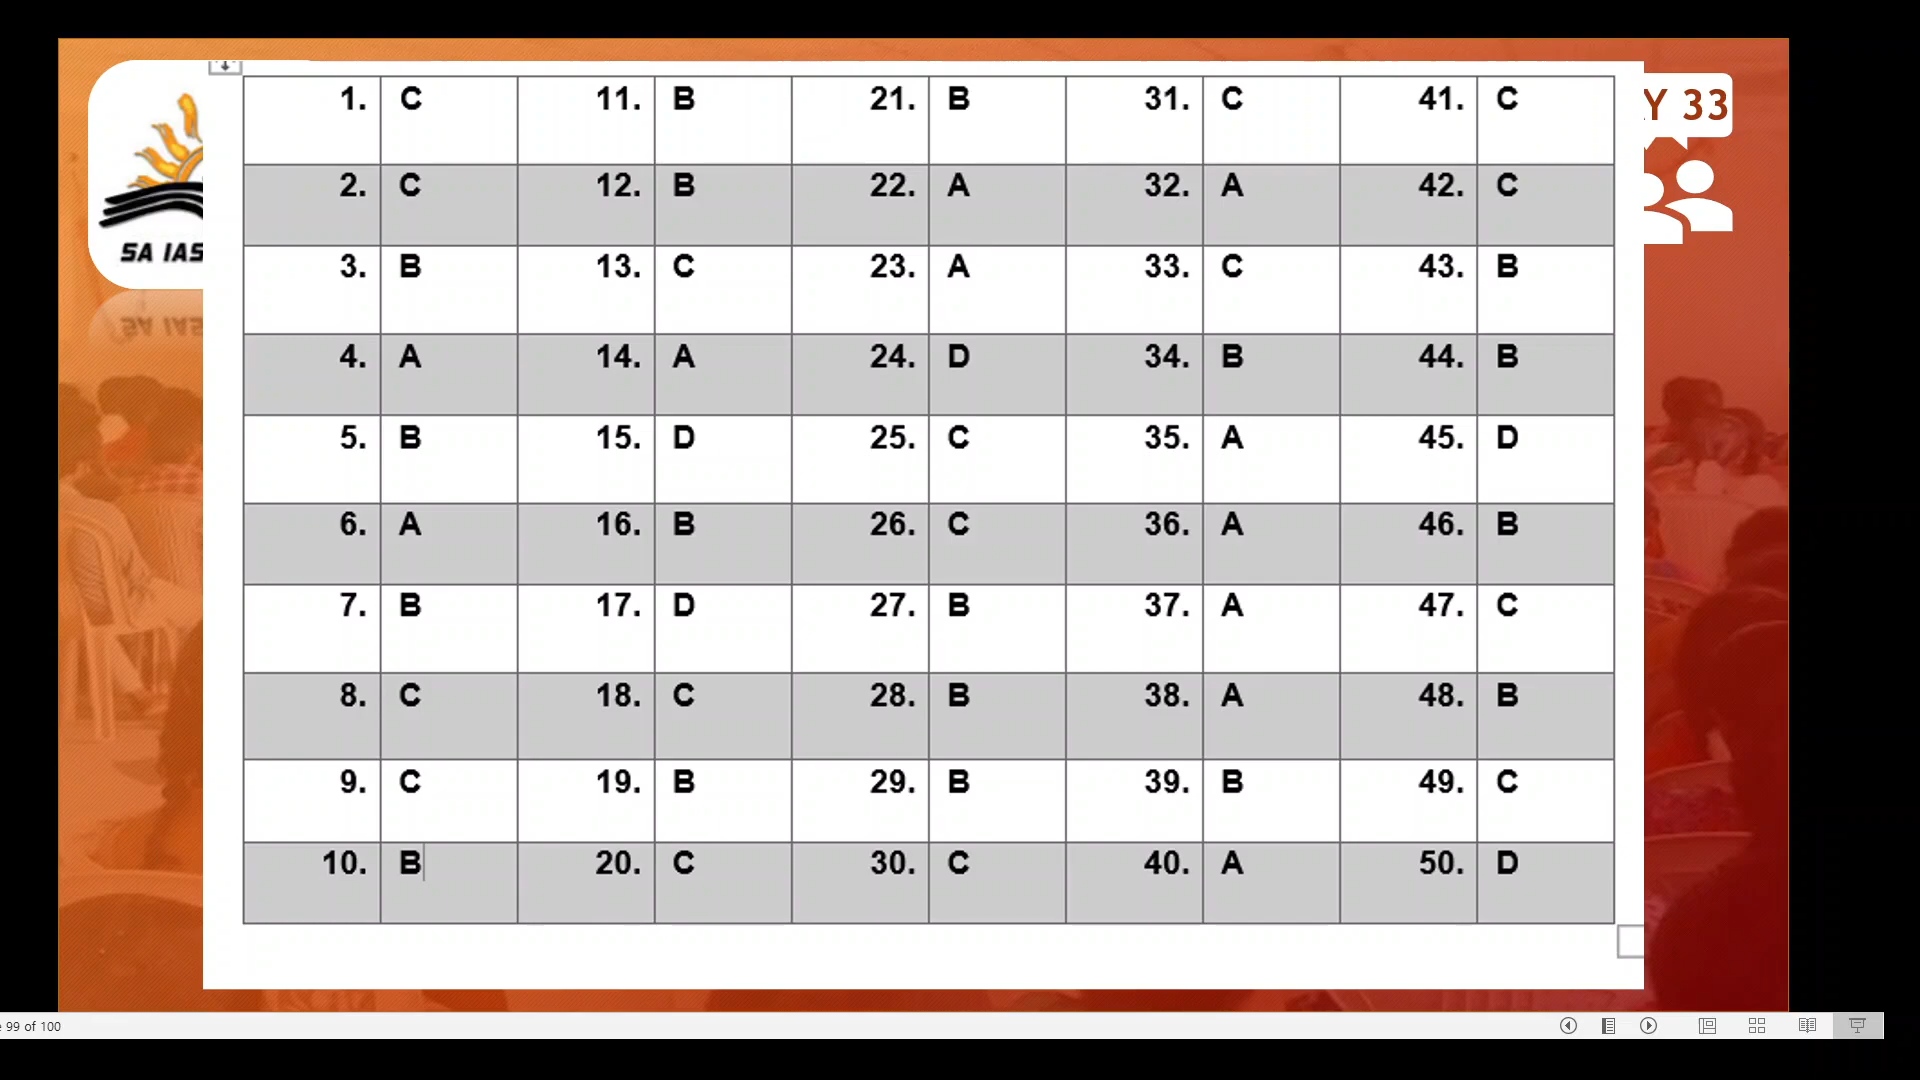 1. C 11. B 21. B 31. C 41. C
2. C 12. B 22. A 32. A 42. C
3. B 13. C 23. A 33. C 43. B
4. A 14. A 24. D 34. B 44. B
5. B 15. D 25. C 35. A 45. D
6. A 16. B 26. C 36. A 46. B
7. B 17. D 27. B 37. A 47. C
8. C 18. C 28. B 38. A 48. B
9. C 19. B 29. B 39. B 49. C
10. B 20. C 30. C 40. A 50. D
Y 33
SA IAS
99 of 100